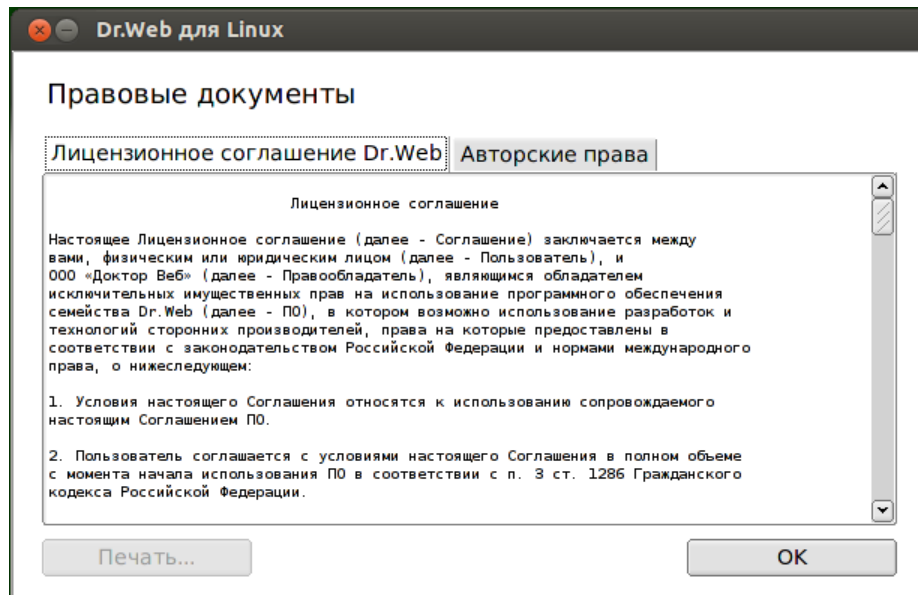 Dr.Web для Linux
Правовые документы
Лицензионное соглашение Dr.Web Авторские права
Лицензионное соглашение
Настоящее Лицензионное соглашение (далее - Соглашение) заключается между
вами, физическим или юридическим лицом (далее - Пользователь), и
ООО «Доктор Веб» (далее - Правообладатель), являющимся обладателем
исключительных имущественных прав на использование программного обеспечения
семейства Dr.Web (далее - ПО), в котором возможно использование разработок и
технологий сторонних производителей, права на которые предоставлены в
соответствии с законодательством Российской Федерации и нормами международного
права, о нижеследующем:
1. Условия настоящего Соглашения относятся к использованию сопровождаемого
настоящим Соглашением ПО.
2. Пользователь соглашается с условиями настоящего Соглашения в полном объеме
с момента начала использования ПО в соответствии с п. 3 ст. 1286 Гражданского
кодекса Российской Федерации.
Печать... OK